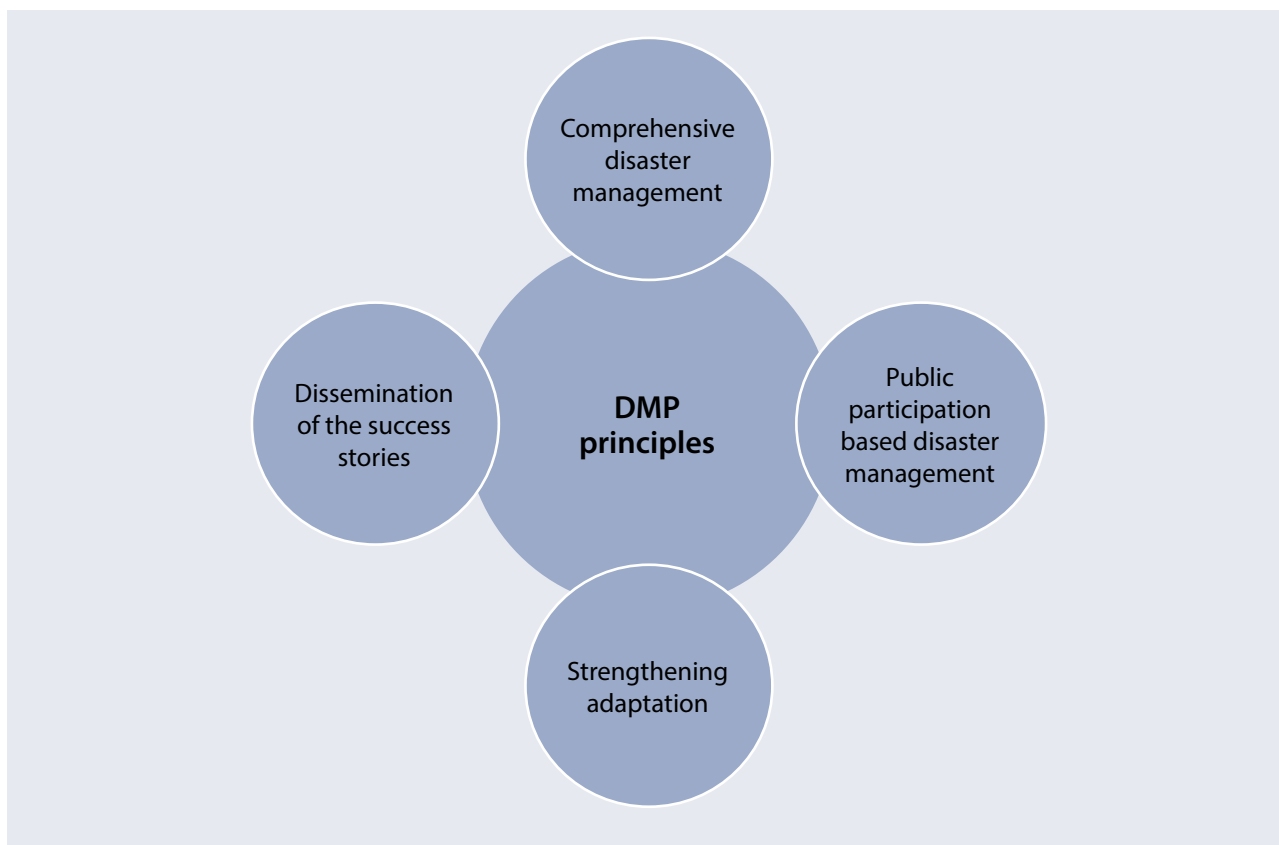 Comprehensive
disaster
management
Dissemination
of the success
stories
DMP
principles
Public
participation
based disaster
management
Strengthening
adaptation